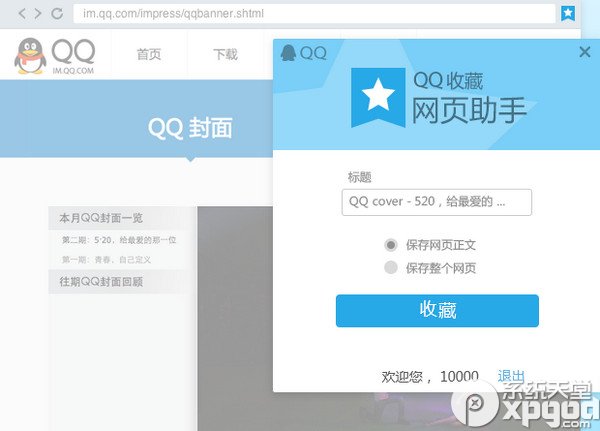 im.qq.com/impress/qqbanner.shtml
QQ
IM.QQ.COM
首页
下载
QQ 封面
本月QQ封面一览
第二期：5·20，给最爱的那一位
第一期：青春，自己定义
往期QQ封面回顾
QQ
QQ 收藏
网页助手
标题
QQ cover - 520，给最爱的 ...
保存网页正文
保存整个网页
收藏
欢迎您，10000
退出
系统天堂
xpgod